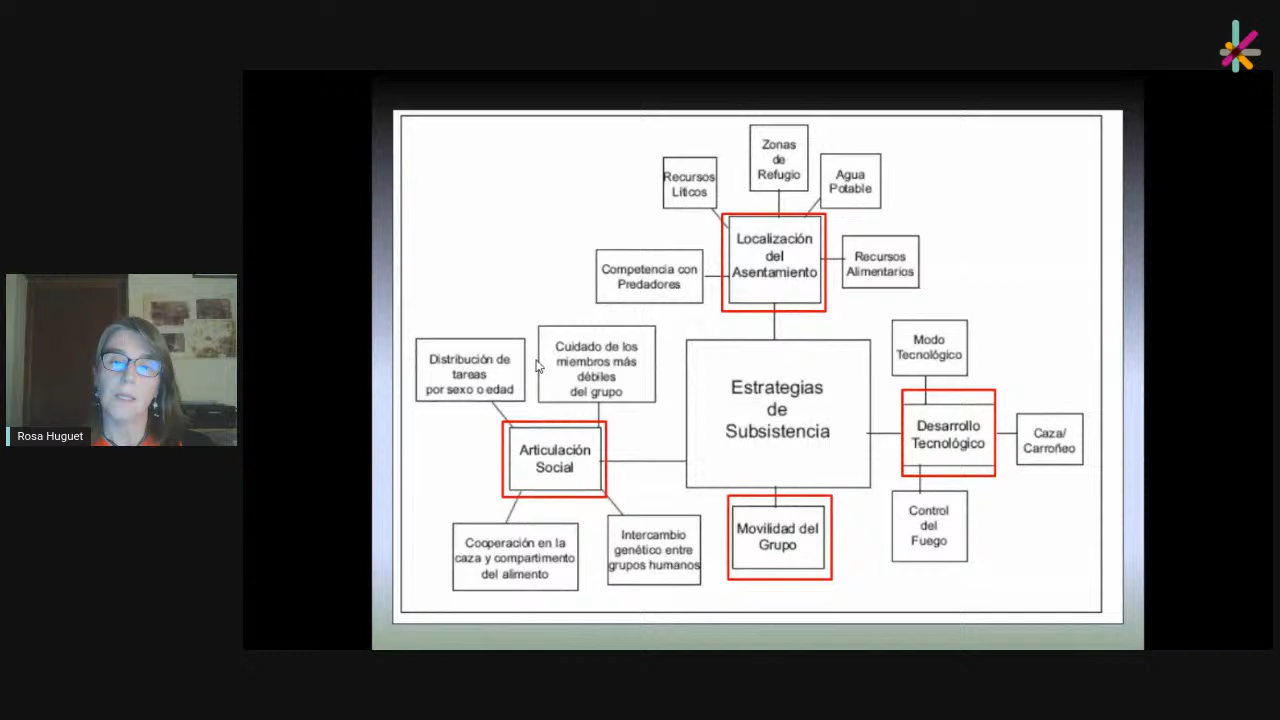 Zonas
de
Refugio
Recursos
Líticos
Agua
Potable
Localización
del
Asentamiento
Competencia con
Predadores
Recursos
Alimentarios
Distribución de
tareas
por sexo o edad
Cuidado de los
miembros más
débiles
del grupo
Modo
Tecnológico
Estrategias
de
Subsistencia
Desarrollo
Tecnológico
Caza/
Carroñeo
Articulación
Social
Rosa Huguet
Movilidad del
Grupo
Control
del
Fuego
Cooperación en la
caza y compartimento
del alimento
Intercambio
genético entre
grupos humanos